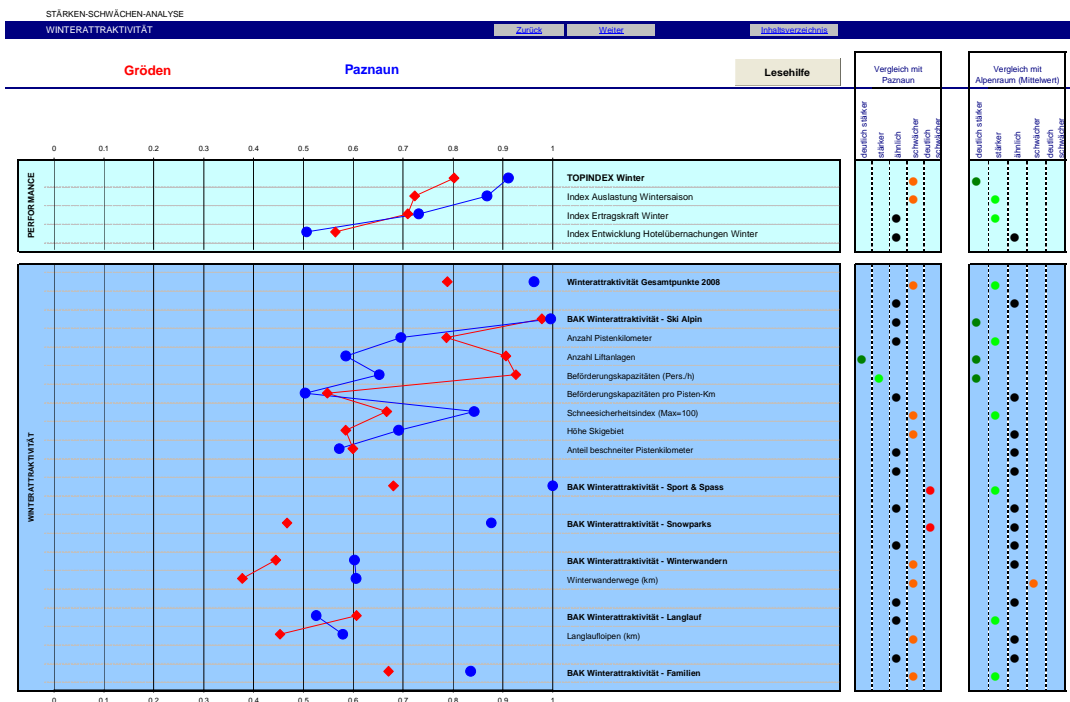 STÄRKEN-SCHWÄCHEN-ANALYSE
WINTERATTRAKTIVITÄT
Zurück
Weiter
Inhaltsverzeichnis
Gröden
Paznaun
Lesehilfe
Vergleich mit
Paznaun
Vergleich mit
Alpenraum (Mittelwert)
deutlich stärker
stärker
ähnlich
schwächer
deutlich
schwächer
deutlich stärker
stärker
ähnlich
schwächer
deutlich
schwächer
0 0.1 0.2 0.3 0.4 0.5 0.6 0.7 0.8 0.9 1
PERFORMANCE
TOPINDEX Winter
Index Auslastung Wintersaison
Index Ertragskraft Winter
Index Entwicklung Hotelübernachungen Winter
WINTERATTRAKTIVITÄT
Winterattraktivität Gesamtpunkte 2008
BAK Winterattraktivität - Ski Alpin
Anzahl Pistenkilometer
Anzahl Liftanlagen
Beförderungskapazitäten (Pers./h)
Beförderungskapazitäten pro Pisten-Km
Schneesicherheitsindex (Max=100)
Höhe Skigebiet
Anteil beschneiter Pistenkilometer
BAK Winterattraktivität - Sport & Spass
BAK Winterattraktivität - Snowparks
BAK Winterattraktivität - Winterwandern
Winterwanderwege (km)
BAK Winterattraktivität - Langlauf
Langlaufloipen (km)
BAK Winterattraktivität - Familien
0 0.1 0.2 0.3 0.4 0.5 0.6 0.7 0.8 0.9 1